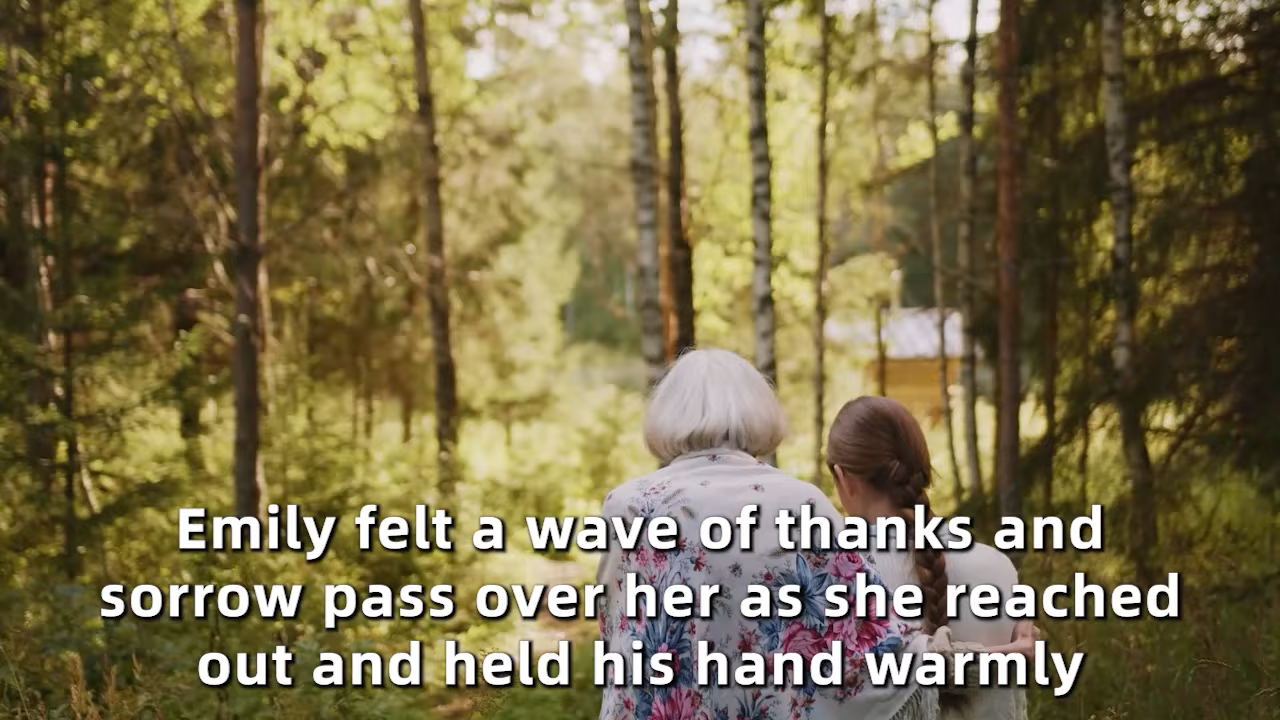 Emily felt a wave of thanks and
sorrow pass over her as she reached
out and held his hand warmly